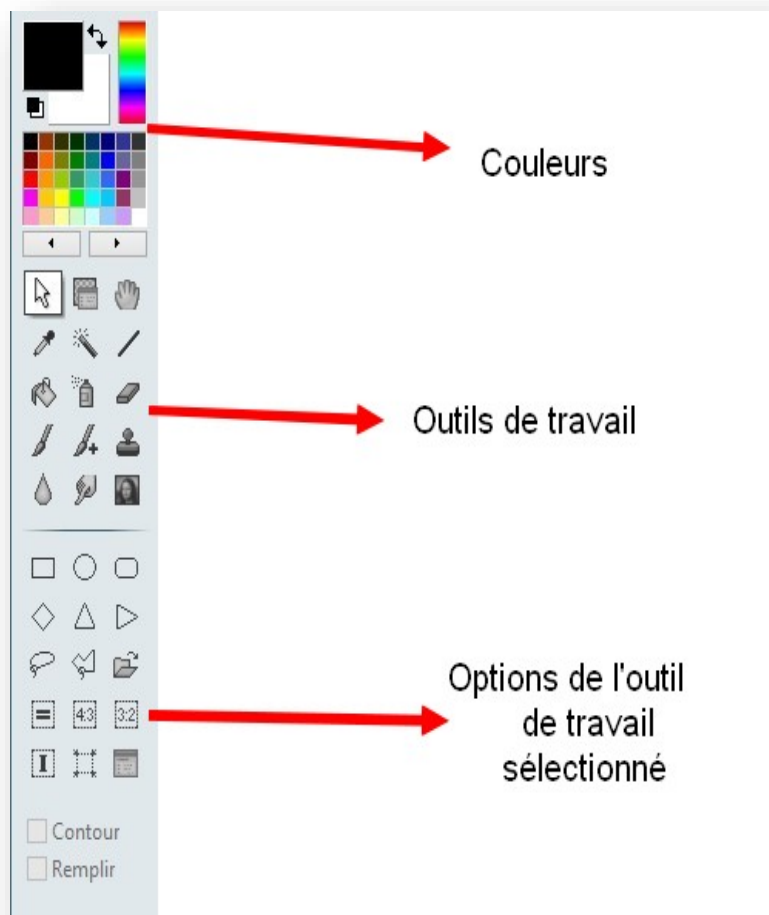 Couleurs
Outils de travail
4:3 3:2
Options de l'outil
de travail
sélectionné
I
Contour
Remplir